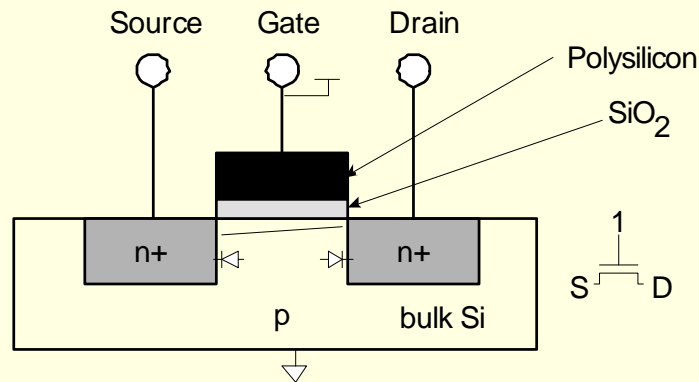 Source Gate Drain
Polysilicon
SiO2
n+ n+
1
S D
p bulk Si